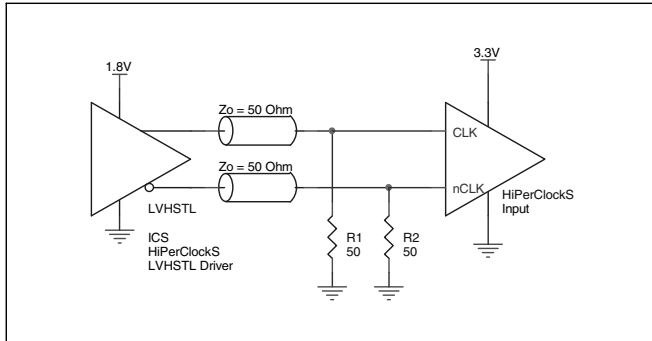 1.8V
3.3V
Zo = 50 Ohm
CLK
Zo = 50 Ohm
nCLK
HiPerClockS
Input
LVHSTL
ICS
HiPerClockS
LVHSTL Driver
R1
50
R2
50